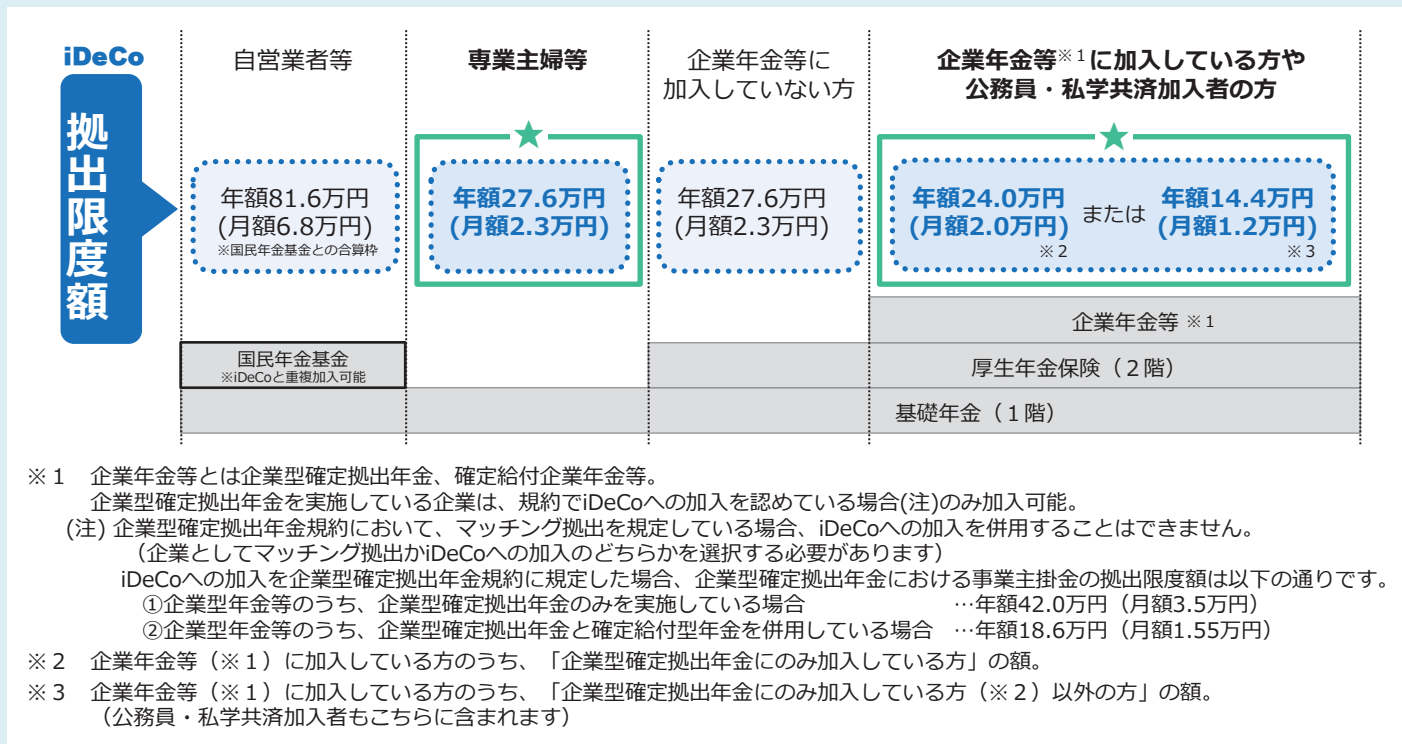 iDeCo
拠出限度額
自営業者等
専業主婦等
企業年金等に
加入していない方
企業年金等※1に加入している方や
公務員・私学共済加入者の方
年額81.6万円
(月額6.8万円)
※国民年金基金との合算枠
年額27.6万円
(月額2.3万円)
年額27.6万円
(月額2.3万円)
年額24.0万円
(月額2.0万円)
※2
または
年額14.4万円
(月額1.2万円)
※3
企業年金等 ※1
国民年金基金
※iDeCoと重複加入可能
厚生年金保険（２階）
基礎年金（１階）
※１　企業年金等とは企業型確定拠出年金、確定給付企業年金等。
企業型確定拠出年金を実施している企業は、規約でiDeCoへの加入を認めている場合(注)のみ加入可能。
(注) 企業型確定拠出年金規約において、マッチング拠出を規定している場合、iDeCoへの加入を併用することはできません。
（企業としてマッチング拠出かiDeCoへの加入のどちらかを選択する必要があります）
iDeCoへの加入を企業型確定拠出年金規約に規定した場合、企業型確定拠出年金における事業主掛金の拠出限度額は以下の通りです。
①企業型年金等のうち、企業型確定拠出年金のみを実施している場合　…年額42.0万円（月額3.5万円）
②企業型年金等のうち、企業型確定拠出年金と確定給付型年金を併用している場合　…年額18.6万円（月額1.55万円）
※２　企業年金等（※１）に加入している方のうち、「企業型確定拠出年金にのみ加入している方」の額。
※３　企業年金等（※１）に加入している方のうち、「企業型確定拠出年金にのみ加入している方（※２）以外の方」の額。
（公務員・私学共済加入者もこちらに含まれます）